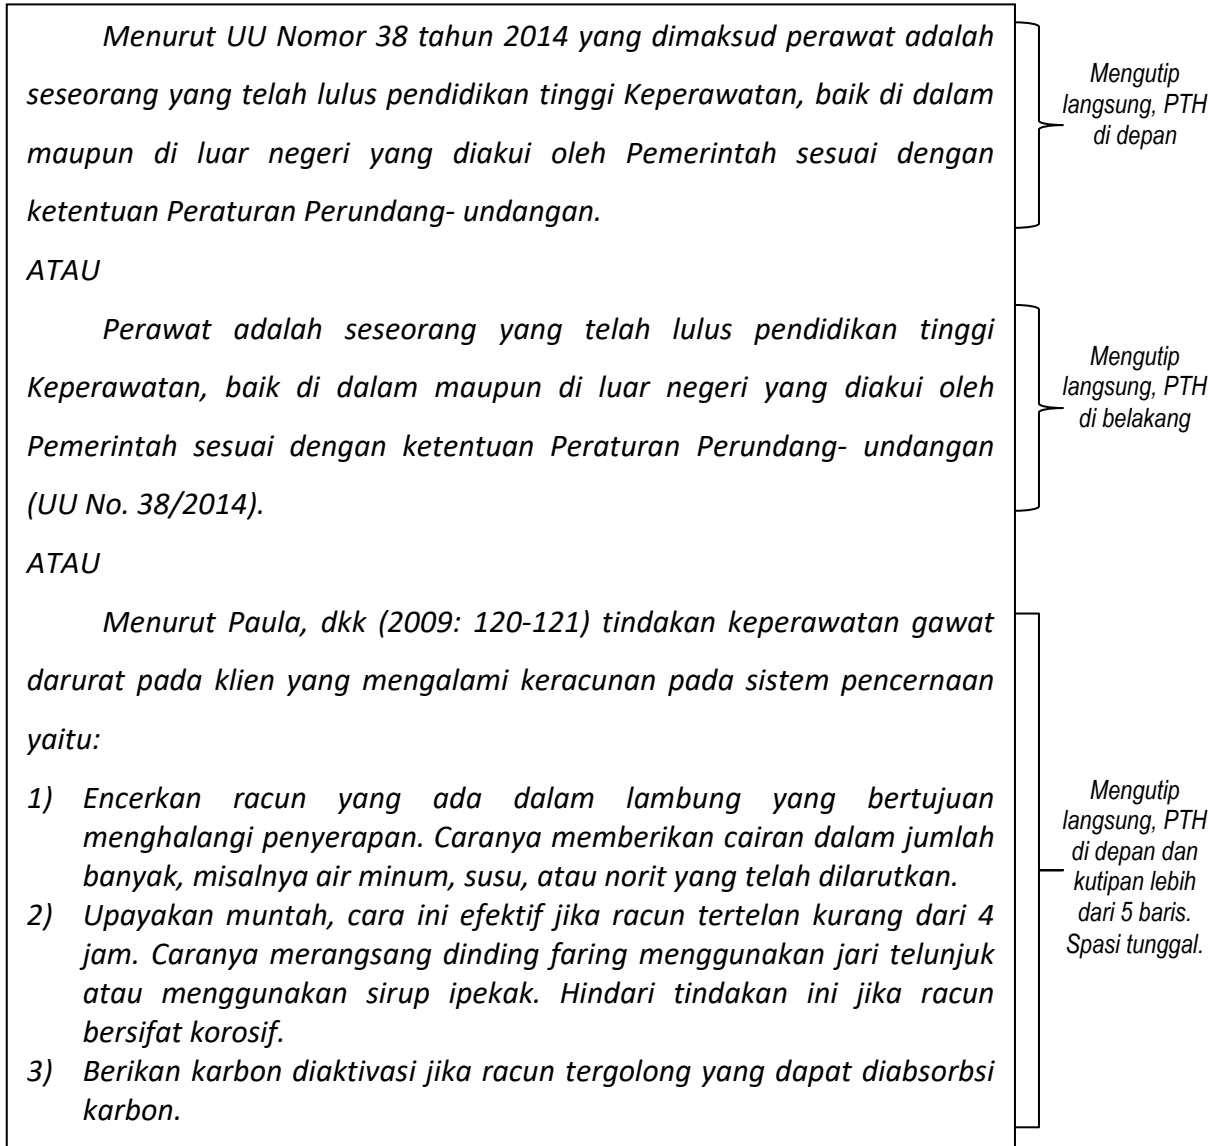 Menurut UU Nomor 38 tahun 2014 yang dimaksud perawat adalah
seseorang yang telah lulus pendidikan tinggi Keperawatan, baik di dalam
maupun di luar negeri yang diakui oleh Pemerintah sesuai dengan
ketentuan Peraturan Perundang- undangan.
Mengutip
langsung, PTH
di depan
ATAU
Perawat adalah seseorang yang telah lulus pendidikan tinggi
Keperawatan, baik di dalam maupun di luar negeri yang diakui oleh
Pemerintah sesuai dengan ketentuan Peraturan Perundang- undangan
(UU No. 38/2014).
Mengutip
langsung, PTH
di belakang
ATAU
Menurut Paula, dkk (2009: 120-121) tindakan keperawatan gawat
darurat pada klien yang mengalami keracunan pada sistem pencernaan
yaitu:
1) Encerkan racun yang ada dalam lambung yang bertujuan
menghalangi penyerapan. Caranya memberikan cairan dalam jumlah
banyak, misalnya air minum, susu, atau norit yang telah dilarutkan.
2) Upayakan muntah, cara ini efektif jika racun tertelan kurang dari 4
jam. Caranya merangsang dinding faring menggunakan jari telunjuk
atau menggunakan sirup ipekak. Hindari tindakan ini jika racun
bersifat korosif.
3) Berikan karbon diaktivasi jika racun tergolong yang dapat diabsorbsi
karbon.
Mengutip
langsung, PTH
di depan dan
kutipan lebih
dari 5 baris.
Spasi tunggal.